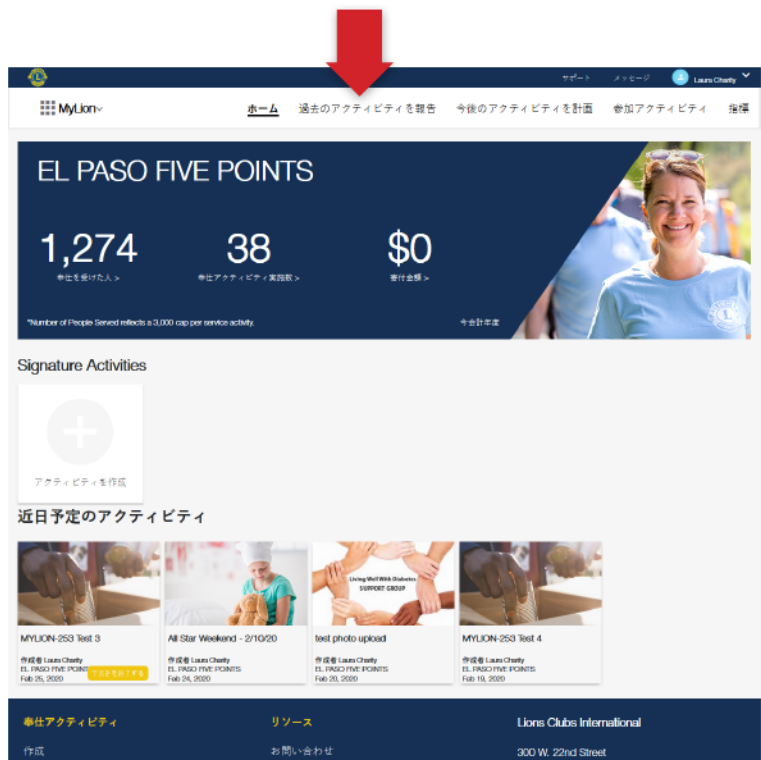 サポート メッセージ Laura Charity
MyLion
ホーム 過去のアクティビティを報告 今後のアクティビティを計画 参加アクティビティ 指標
EL PASO FIVE POINTS
1,274 38 $0
奉仕を受けた人 > 奉仕アクティビティ実施数 > 寄付金額 >
*Number of People Served reflects a 3,000 cap per service activity. 今会計年度
Signature Activities
アクティビティを作成
近日予定のアクティビティ
Living Well With Diabetes
SUPPORT GROUP
MYLION-253 Test 3 All Star Weekend - 2/10/20 test photo upload MYLION-253 Test 4
作成者 Laura Charity 作成者 Laura Charity 作成者 Laura Charity 作成者 Laura Charity
EL PASO FIVE POINTS EL PASO FIVE POINTS EL PASO FIVE POINTS
Feb 25, 2020 Feb 24, 2020 Feb 20, 2020 Feb 19, 2020
奉仕アクティビティ リソース Lions Clubs International
作成 お問い合わせ 300 W. 22nd Street